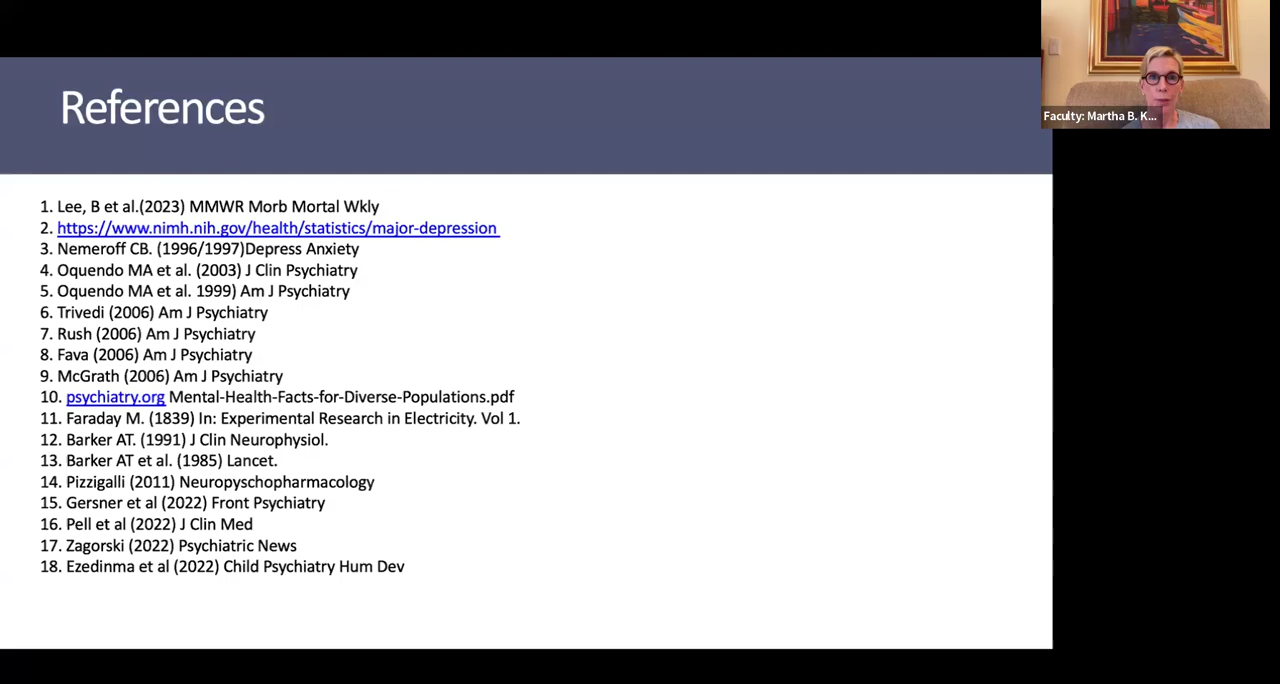 References
Faculty: Martha B. K...
1. Lee, B et al.(2023) MMWR Morb Mortal Wkly
2. https://www.nimh.nih.gov/health/statistics/major-depression
3. Nemeroff CB. (1996/1997)Depress Anxiety
4. Oquendo MA et al. (2003) J Clin Psychiatry
5. Oquendo MA et al. 1999) Am J Psychiatry
6. Trivedi (2006) Am J Psychiatry
7. Rush (2006) Am J Psychiatry
8. Fava (2006) Am J Psychiatry
9. McGrath (2006) Am J Psychiatry
10. psychiatry.org Mental-Health-Facts-for-Diverse-Populations.pdf
11. Faraday M. (1839) In: Experimental Research in Electricity. Vol 1.
12. Barker AT. (1991) J Clin Neurophysiol.
13. Barker AT et al. (1985) Lancet.
14. Pizzigalli (2011) Neuropyschopharmacology
15. Gersner et al (2022) Front Psychiatry
16. Pell et al (2022) J Clin Med
17. Zagorski (2022) Psychiatric News
18. Ezedinma et al (2022) Child Psychiatry Hum Dev